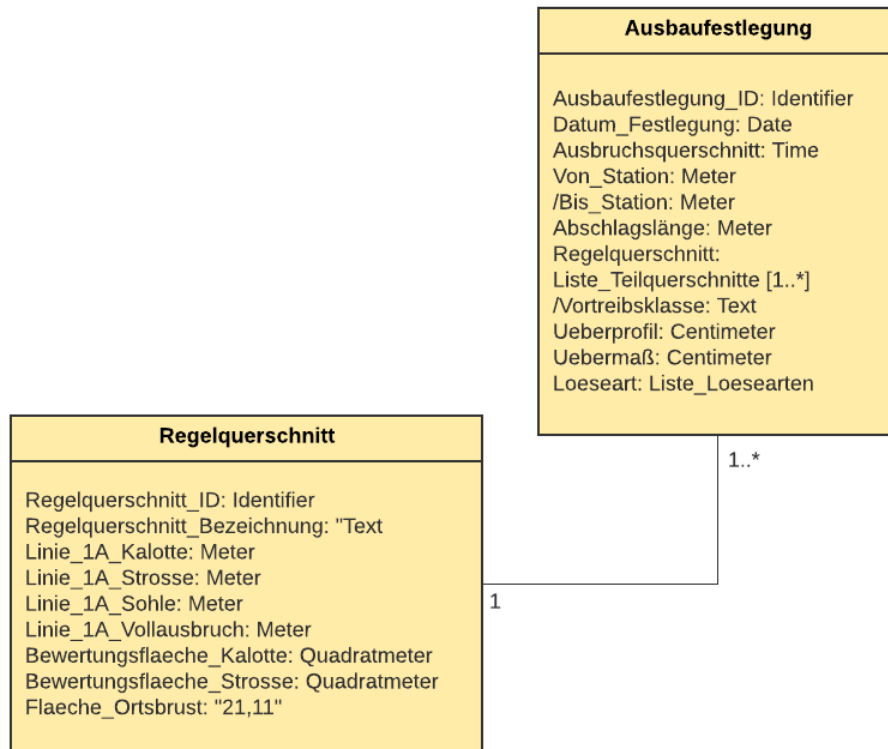 Ausbaufestlegung
Ausbaufestlegung_ID: Identifier
Datum_Festlegung: Date
Ausbruchsquerschnitt: Time
Von_Station: Meter
/Bis_Station: Meter
Abschlagslänge: Meter
Regelquerschnitt:
Liste_Teilquerschnitte [1..*]
/Vortreibsklasse: Text
Ueberprofil: Centimeter
Uebermaß: Centimeter
Loeseart: Liste_Loesearten
1..*
Regelquerschnitt
Regelquerschnitt_ID: Identifier
Regelquerschnitt_Bezeichnung: "Text
Linie_1A_Kalotte: Meter
Linie_1A_Strosse: Meter
Linie_1A_Sohle: Meter
Linie_1A_Vollausbruch: Meter
Bewertungsflaeche_Kalotte: Quadratmeter
Bewertungsflaeche_Strosse: Quadratmeter
Flaeche_Ortsbrust: "21,11"
1